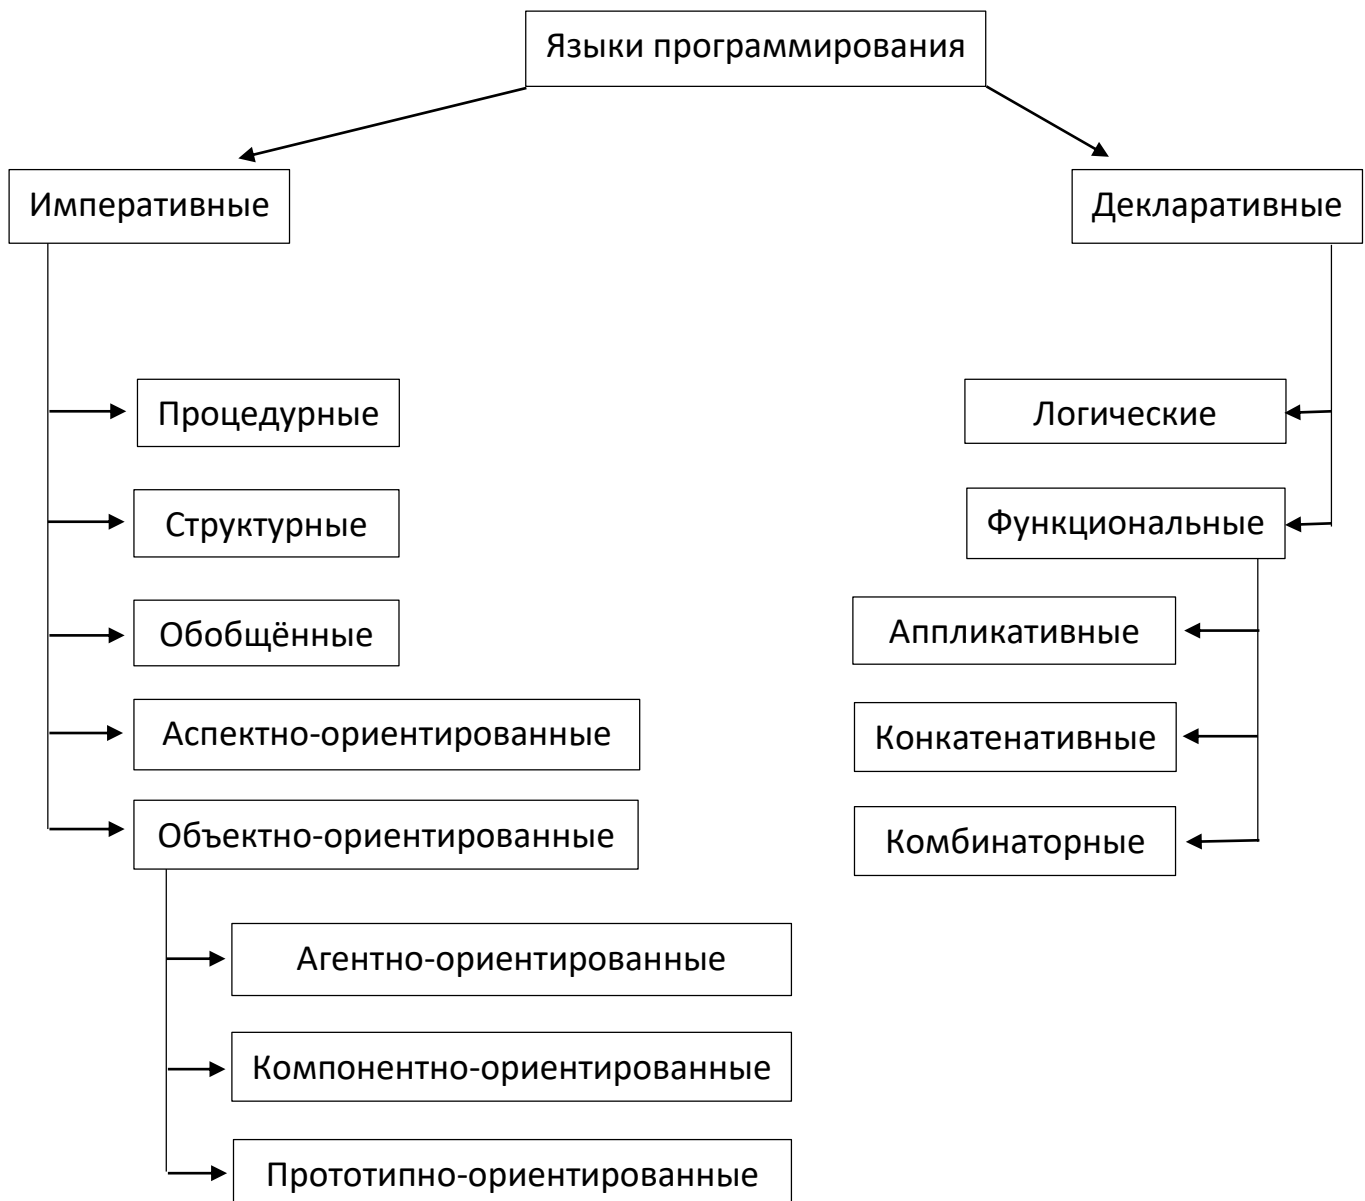 Языки программирования
Императивные
Декларативные
Процедурные
Логические
Структурные
Функциональные
Обобщённые
Аппликативные
Аспектно-ориентированные
Конкатенативные
Объектно-ориентированные
Комбинаторные
Агентно-ориентированные
Компонентно-ориентированные
Прототипно-ориентированные